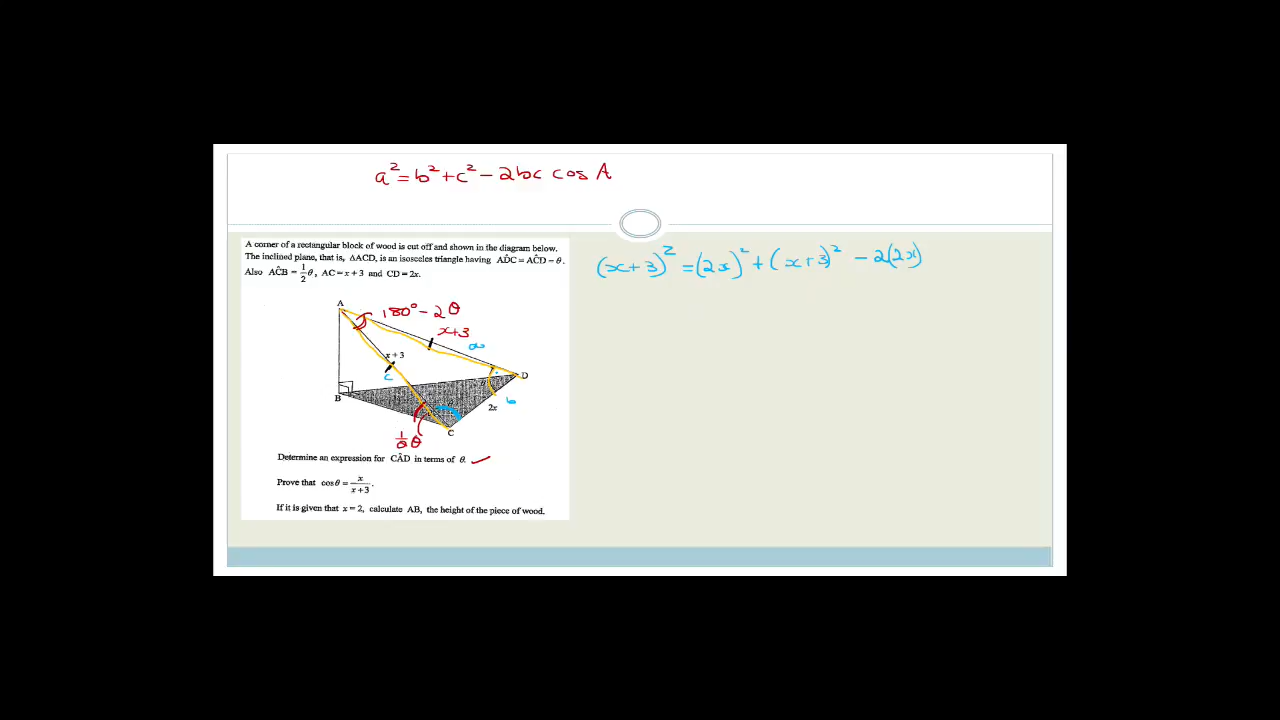 a² = b² + c² − 2bc cos A
A corner of a rectangular block of wood is cut off and shown in the diagram below.
The inclined plane, that is, ΔACD, is an isosceles triangle having AD̂C = AĈD = θ.
Also AĈB = 1/2 θ, AC = x + 3 and CD = 2x.
(x+3)² = (2x)² + (x+3)² − 2(2x)
A
180° − 2θ
x+3
a
x + 3
c
D
θ
B
b
2x
θ
C
1/2 θ
Determine an expression for CÂD in terms of θ.
Prove that cos θ = x/(x+3).
If it is given that x = 2, calculate AB, the height of the piece of wood.